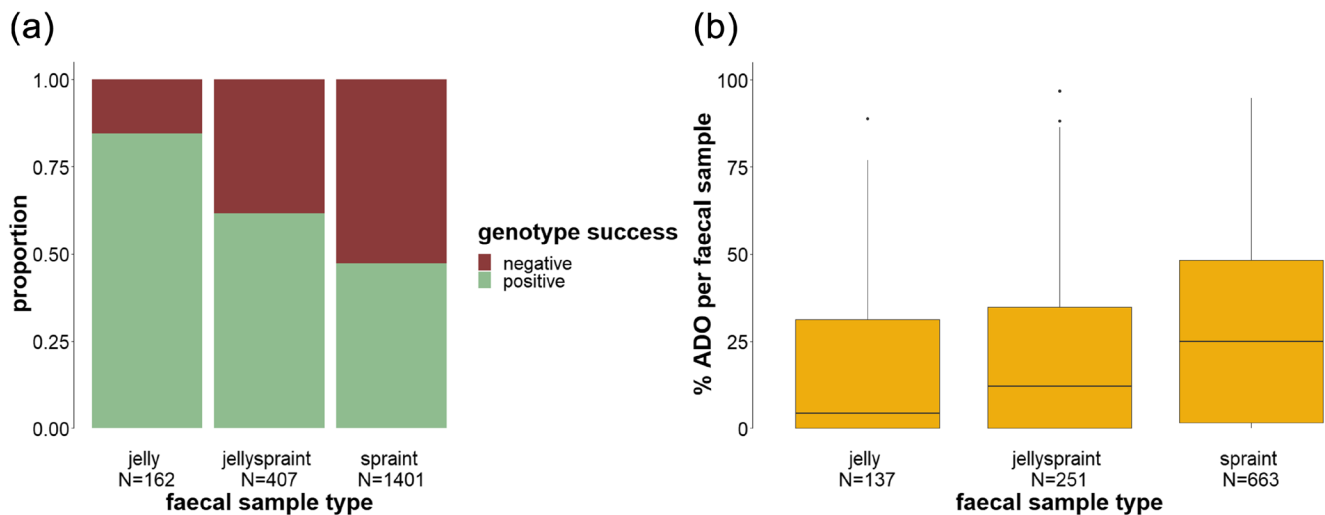 (a)
proportion
1.00
0.75
0.50
0.25
0.00
jelly
N=162
jellyspraint
N=407
spraint
N=1401
faecal sample type
genotype success
negative
positive
(b)
% ADO per faecal sample
100
75
50
25
0
jelly
N=137
jellyspraint
N=251
spraint
N=663
faecal sample type